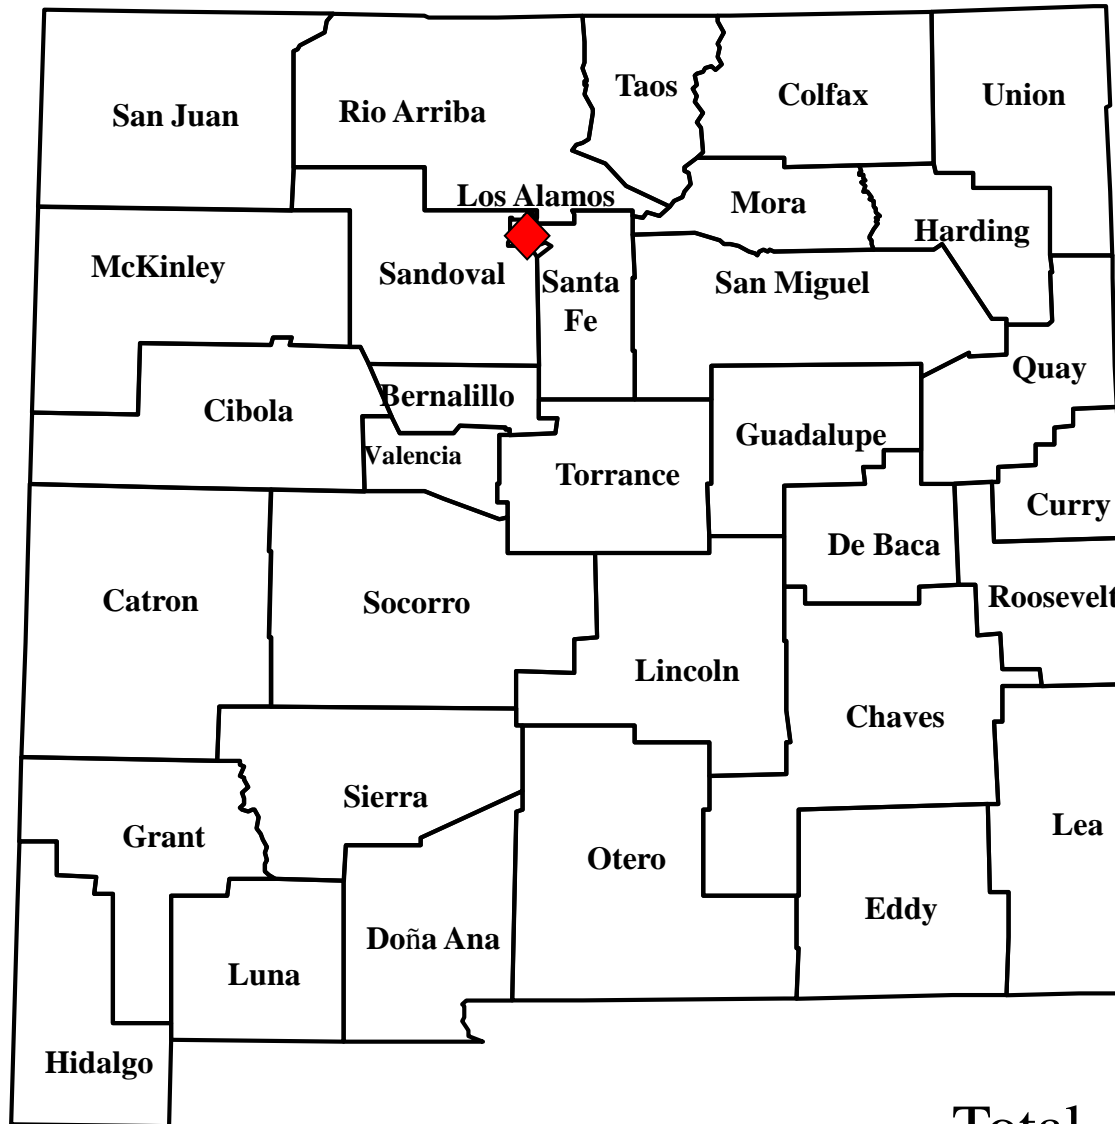 Taos
Colfax
Union
San Juan
Rio Arriba
Los Alamos
Mora
Harding
McKinley
Sandoval
Santa
Fe
San Miguel
Quay
Bernalillo
Cibola
Guadalupe
Valencia
Torrance
Curry
De Baca
Catron
Socorro
Roosevelt
Lincoln
Chaves
Sierra
Grant
Lea
Otero
Eddy
Doña Ana
Luna
Hidalgo
Total